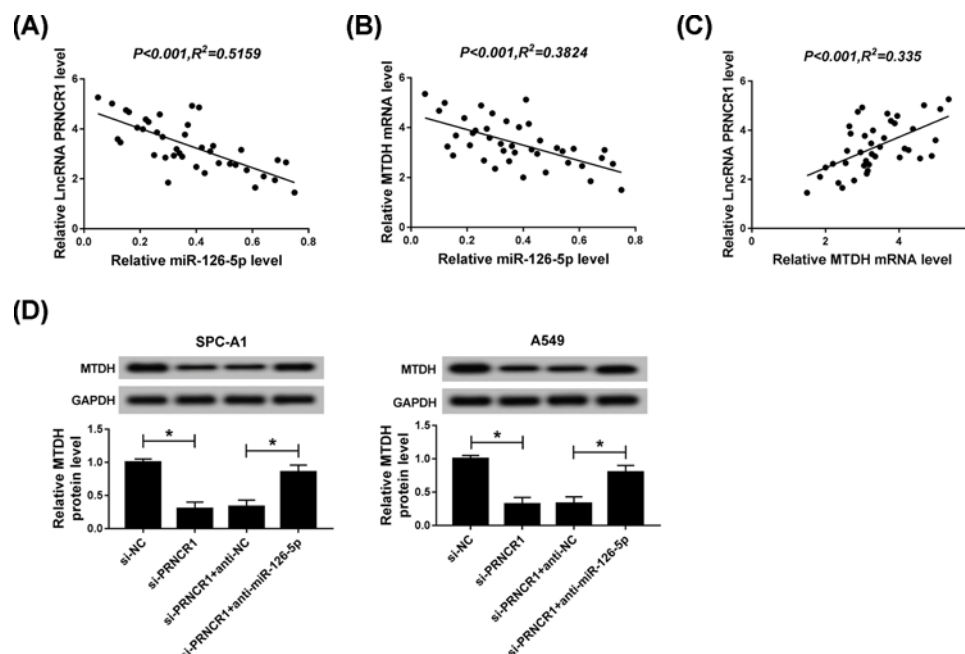 (A)
P<0.001,R²=0.5159
Relative LncRNA PRNCR1 level
6
4
2
0
0.0 0.2 0.4 0.6 0.8
Relative miR-126-5p level
(B)
P<0.001,R²=0.3824
Relative MTDH mRNA level
6
4
2
0
0.0 0.2 0.4 0.6 0.8
Relative miR-126-5p level
(C)
P<0.001,R²=0.335
Relative LncRNA PRNCR1 level
6
4
2
0
0 2 4
Relative MTDH mRNA level
(D)
SPC-A1
MTDH
GAPDH
Relative MTDH
protein level
1.5
1.0
0.5
0.0
*
*
si-NC
si-PRNCR1
si-PRNCR1+anti-NC
si-PRNCR1+anti-miR-126-5p
A549
MTDH
GAPDH
Relative MTDH
protein level
1.5
1.0
0.5
0.0
*
*
si-NC
si-PRNCR1
si-PRNCR1+anti-NC
si-PRNCR1+anti-miR-126-5p